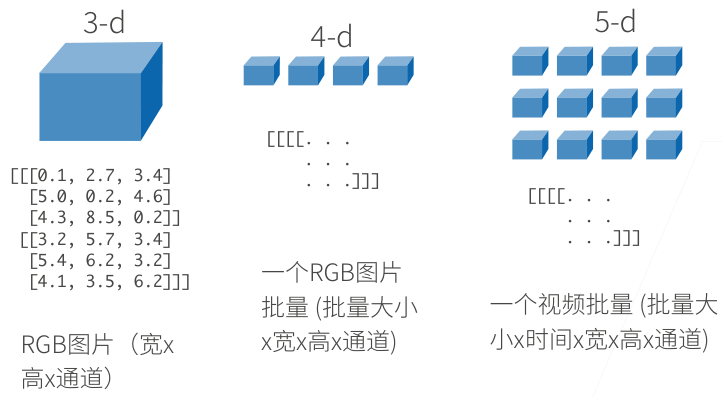 3-d
[[[0.1, 2.7, 3.4]
[5.0, 0.2, 4.6]
[4.3, 8.5, 0.2]]
[[3.2, 5.7, 3.4]
[5.4, 6.2, 3.2]
[4.1, 3.5, 6.2]]]
RGB图片（宽x
高x通道）
4-d
[[[[. . .
. . .
. . .]]]
一个RGB图片
批量 (批量大小
x宽x高x通道)
5-d
[[[[. . .
. . .
. . .]]]
一个视频批量 (批量大
小x时间x宽x高x通道)